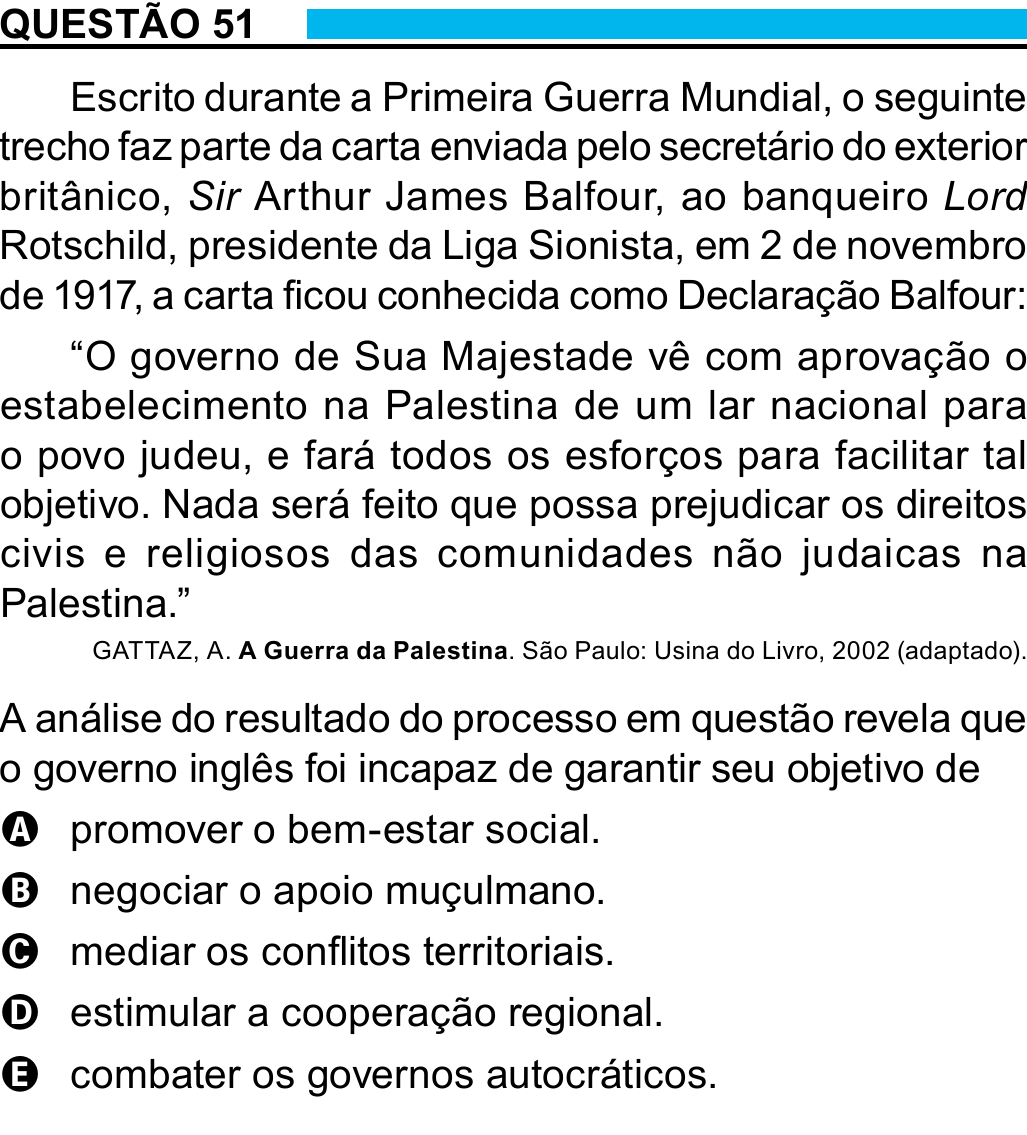 QUESTÃO 51
Escrito durante a Primeira Guerra Mundial, o seguinte
trecho faz parte da carta enviada pelo secretário do exterior
britânico, Sir Arthur James Balfour, ao banqueiro Lord
Rotschild, presidente da Liga Sionista, em 2 de novembro
de 1917, a carta ficou conhecida como Declaração Balfour:
“O governo de Sua Majestade vê com aprovação o
estabelecimento na Palestina de um lar nacional para
o povo judeu, e fará todos os esforços para facilitar tal
objetivo. Nada será feito que possa prejudicar os direitos
civis e religiosos das comunidades não judaicas na
Palestina.”
GATTAZ, A. A Guerra da Palestina. São Paulo: Usina do Livro, 2002 (adaptado).
A análise do resultado do processo em questão revela que
o governo inglês foi incapaz de garantir seu objetivo de
A promover o bem-estar social.
B negociar o apoio muçulmano.
C mediar os conflitos territoriais.
D estimular a cooperação regional.
E combater os governos autocráticos.